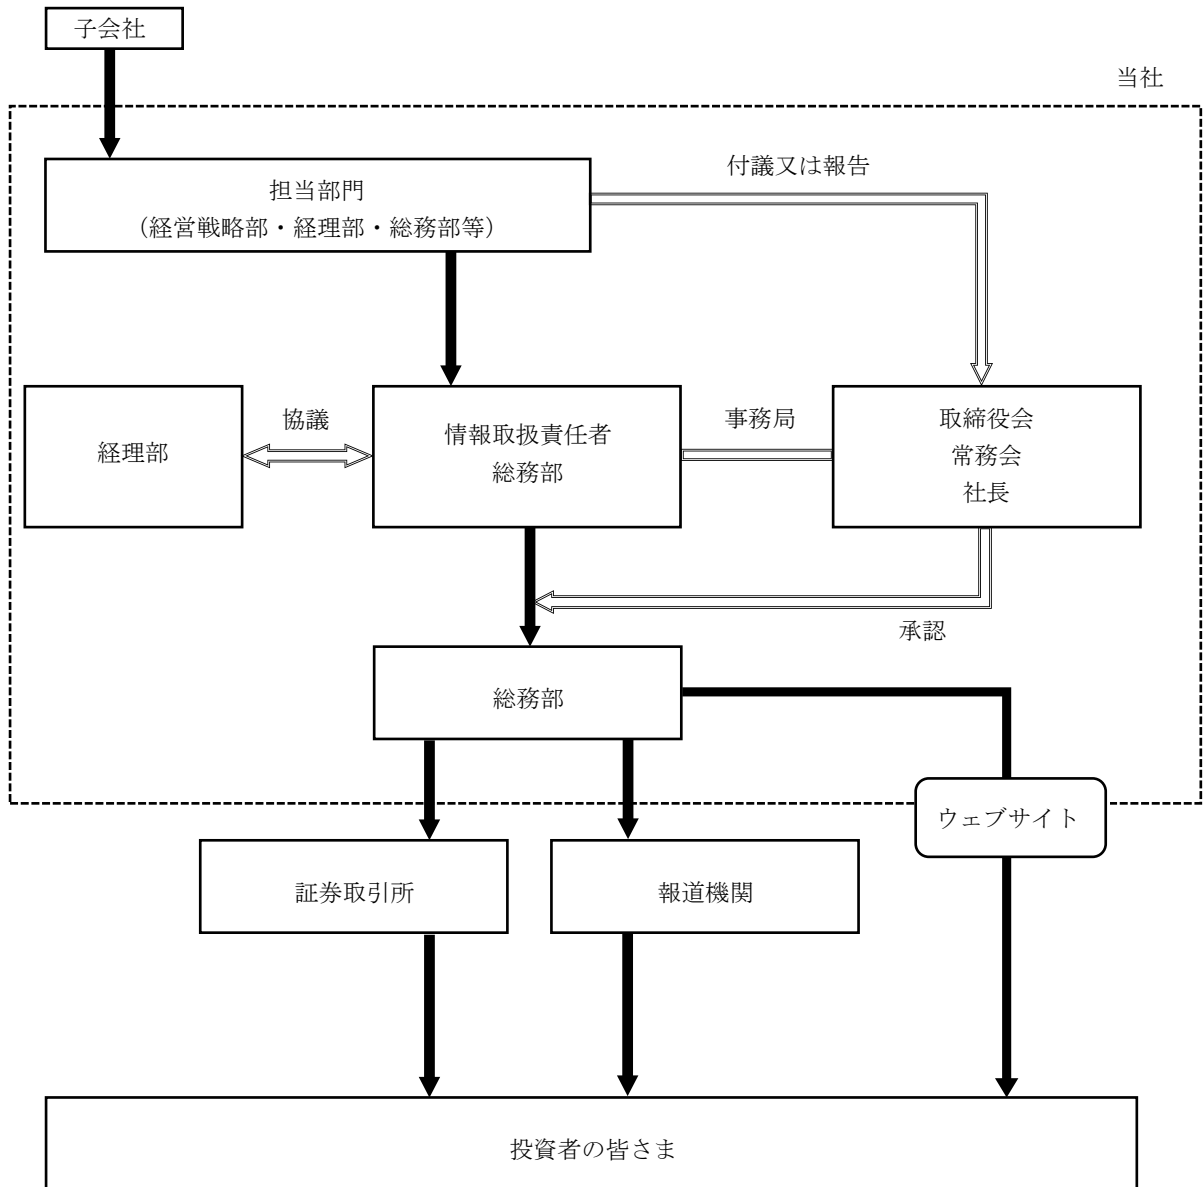 子会社
当社
担当部門
（経営戦略部・経理部・総務部等）
付議又は報告
経理部
協議
情報取扱責任者
総務部
事務局
取締役会
常務会
社長
承認
総務部
ウェブサイト
証券取引所
報道機関
投資者の皆さま